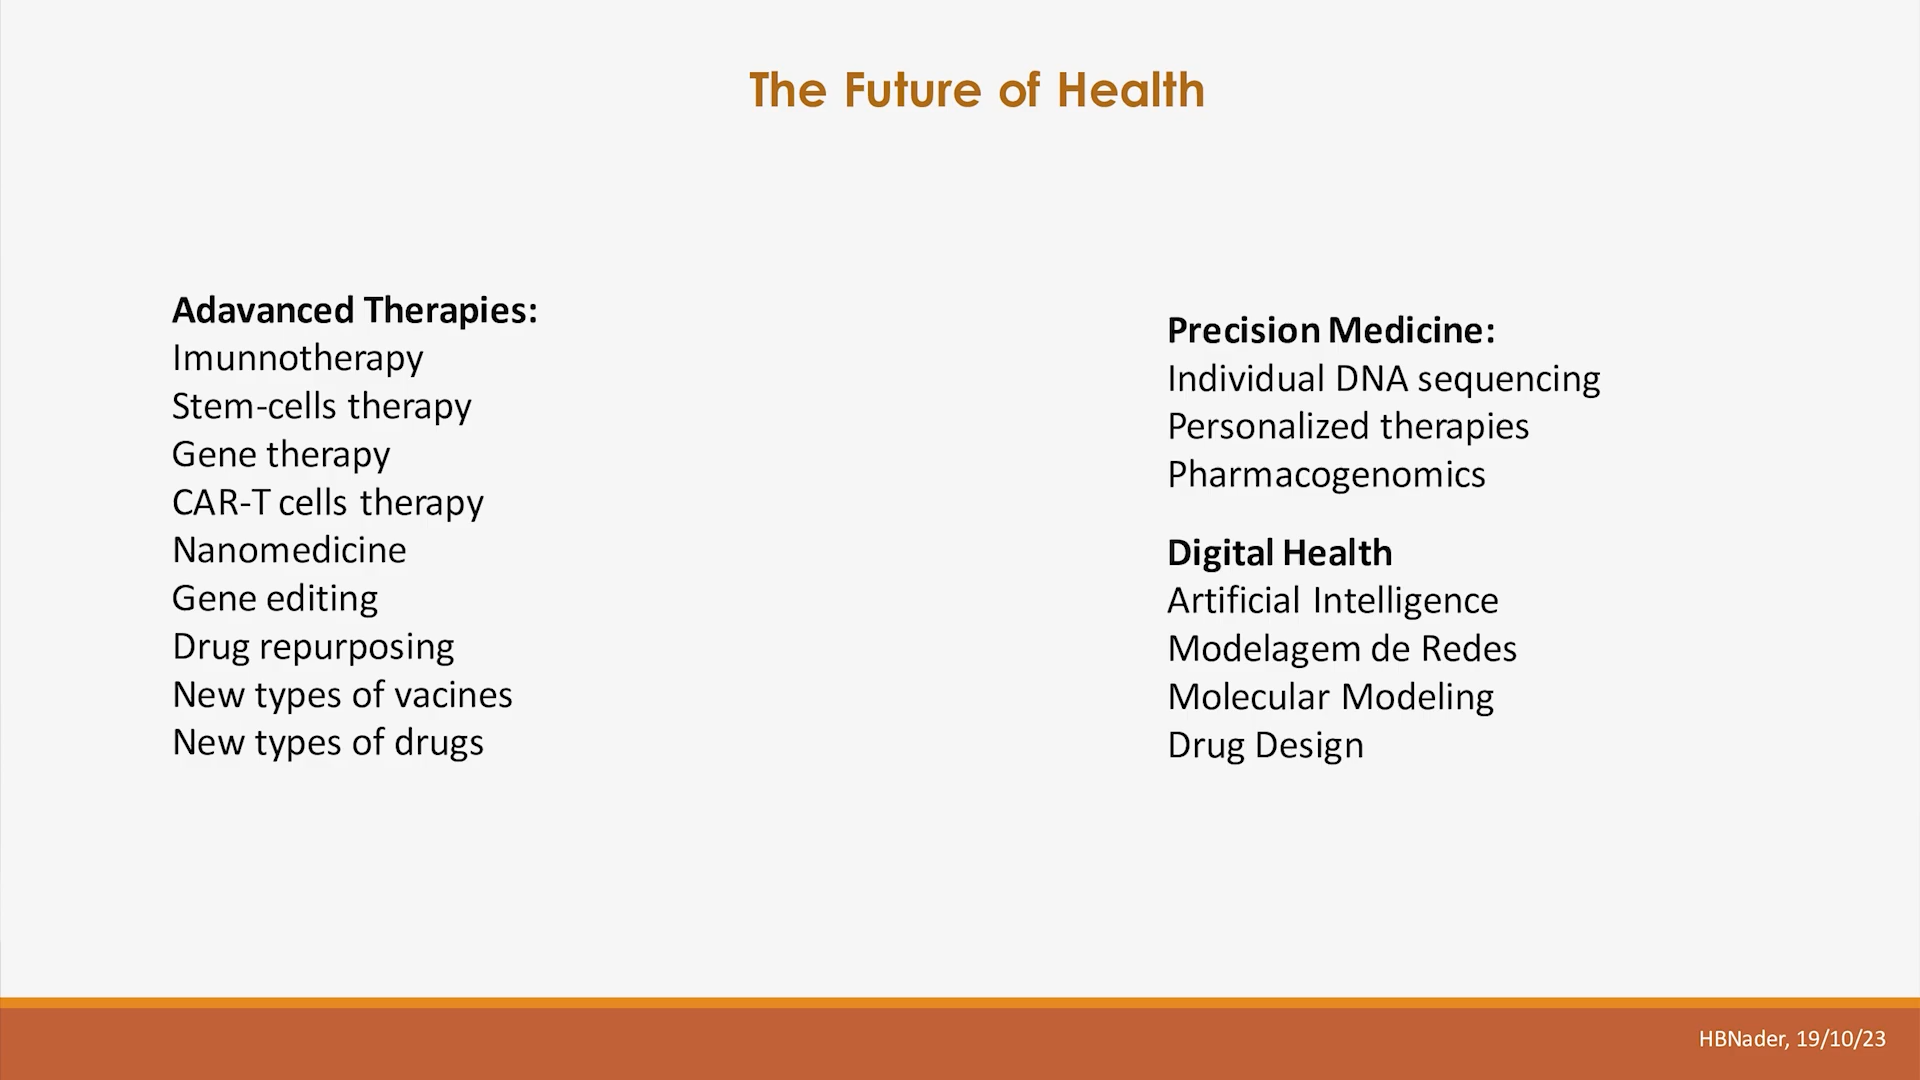 The Future of Health
Adavanced Therapies:
Imunnotherapy
Stem-cells therapy
Gene therapy
CAR-T cells therapy
Nanomedicine
Gene editing
Drug repurposing
New types of vacines
New types of drugs
Precision Medicine:
Individual DNA sequencing
Personalized therapies
Pharmacogenomics
Digital Health
Artificial Intelligence
Modelagem de Redes
Molecular Modeling
Drug Design
HBNader, 19/10/23